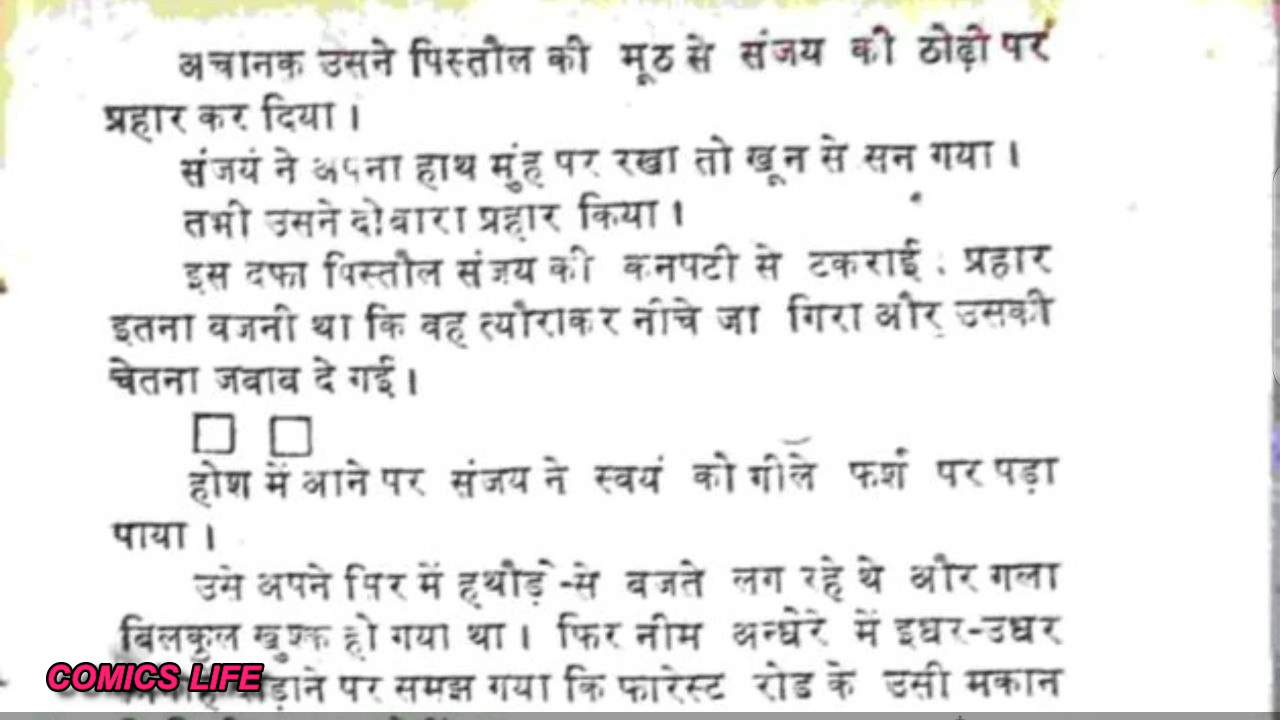 अचानक उसने पिस्तौल की मूठ से संजय की ठोढ़ी पर
प्रहार कर दिया ।
संजय ने अपना हाथ मुंह पर रखा तो खून से सन गया ।
तभी उसने दोबारा प्रहार किया ।
इस दफा पिस्तौल संजय की कनपटी से टकराई . प्रहार
इतना वजनी था कि वह त्यौराकर नीचे जा गिरा और उसकी
चेतना जवाब दे गई ।
होश में आने पर संजय ने स्वयं को गीले फर्श पर पड़ा
पाया ।
उसे अपने सिर में हथौड़े-से बजते लग रहे थे और गला
बिलकुल खुश्क हो गया था । फिर नीम अन्धेरे में इधर-उधर
COMICS LIFE
पर समझ गया कि फारेस्ट रोड के उसी मकान